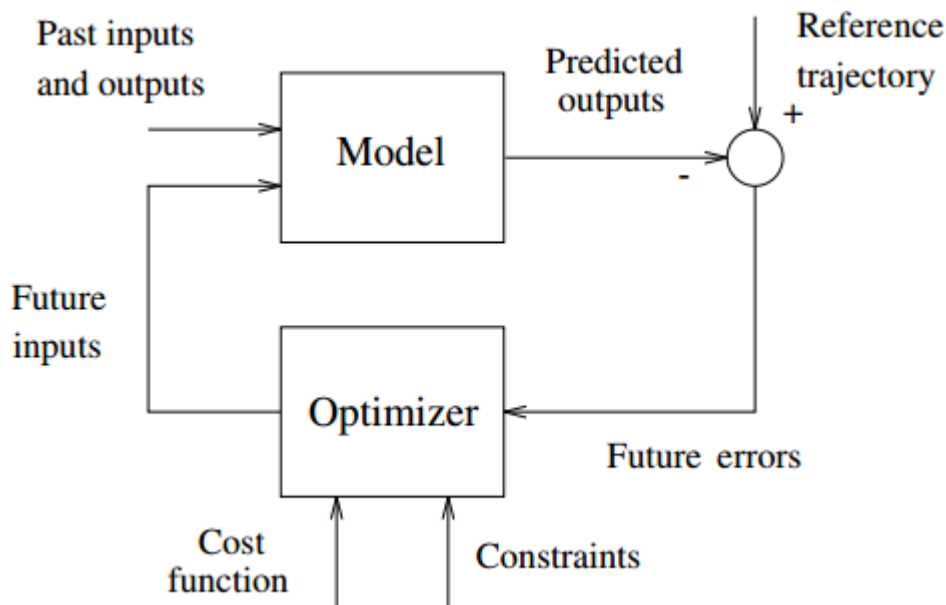 Past inputs
and outputs
Model
Predicted
outputs
Reference
trajectory
+
-
Future
inputs
Optimizer
Future errors
Cost
function
Constraints